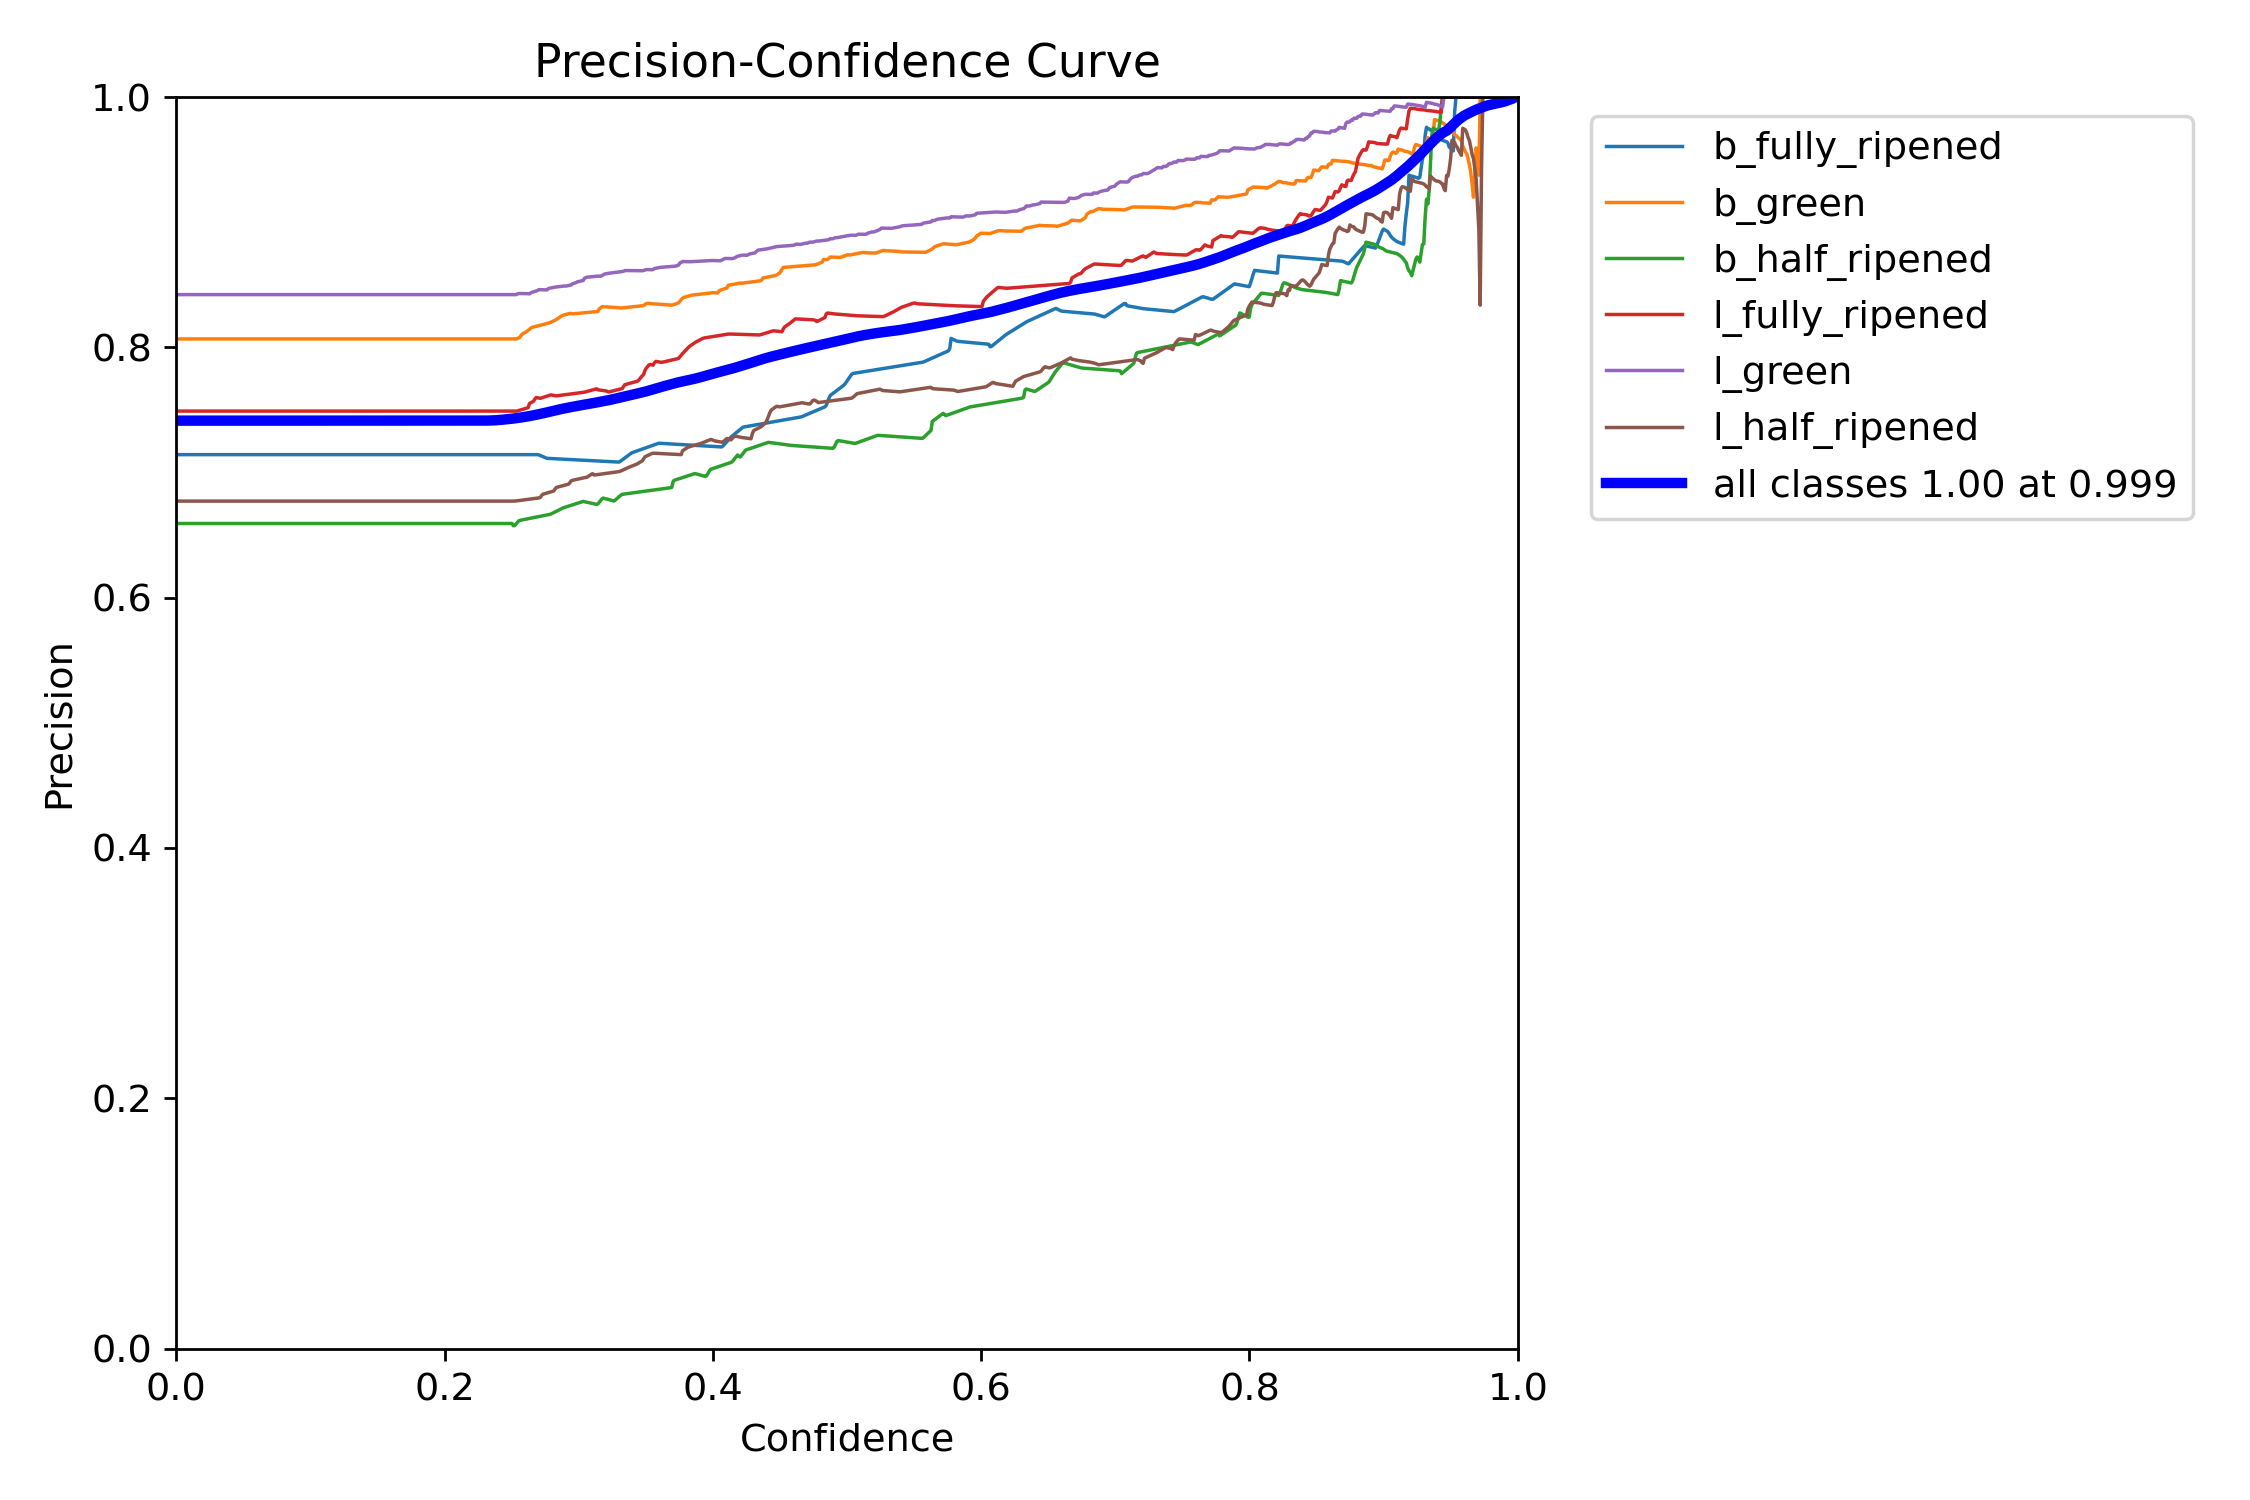 Precision-Confidence Curve
1.0
0.8
0.6
0.4
0.2
0.0
Precision
0.0 0.2 0.4 0.6 0.8 1.0
Confidence
b_fully_ripened
b_green
b_half_ripened
l_fully_ripened
l_green
l_half_ripened
all classes 1.00 at 0.999